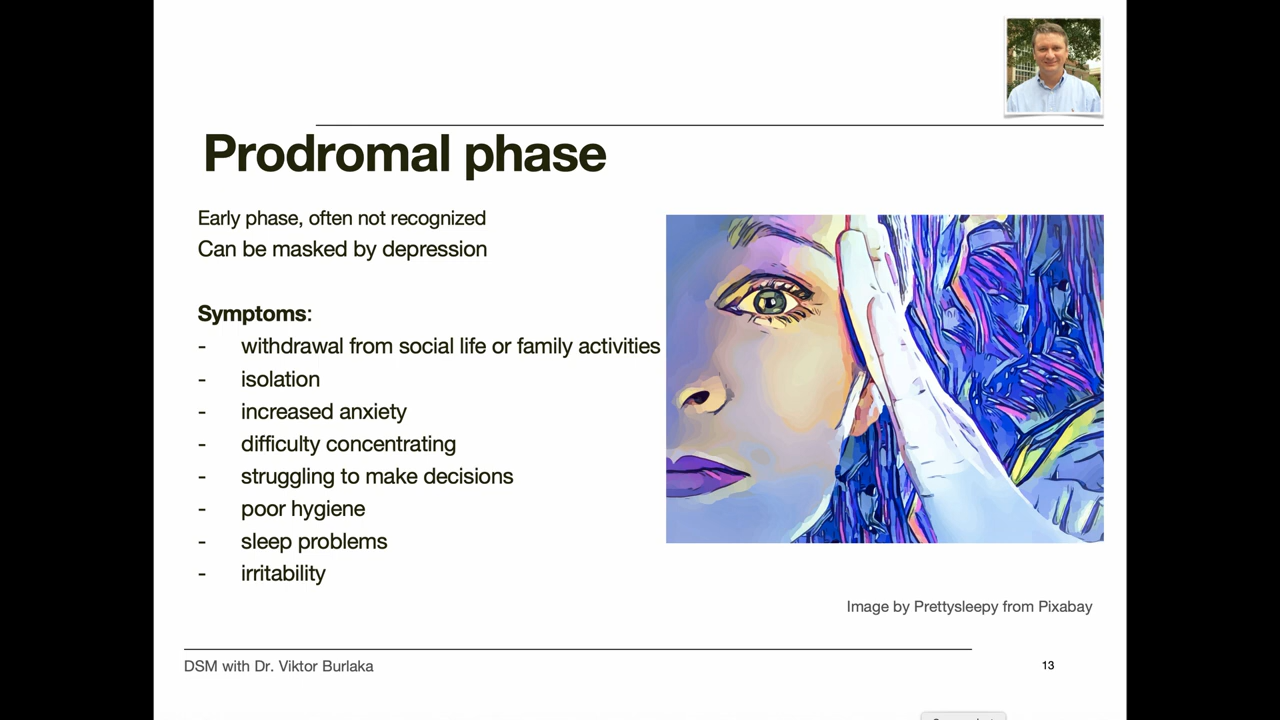 Prodromal phase
Early phase, often not recognized
Can be masked by depression
Symptoms:
- withdrawal from social life or family activities
- isolation
- increased anxiety
- difficulty concentrating
- struggling to make decisions
- poor hygiene
- sleep problems
- irritability
Image by Prettysleepy from Pixabay
DSM with Dr. Viktor Burlaka
13